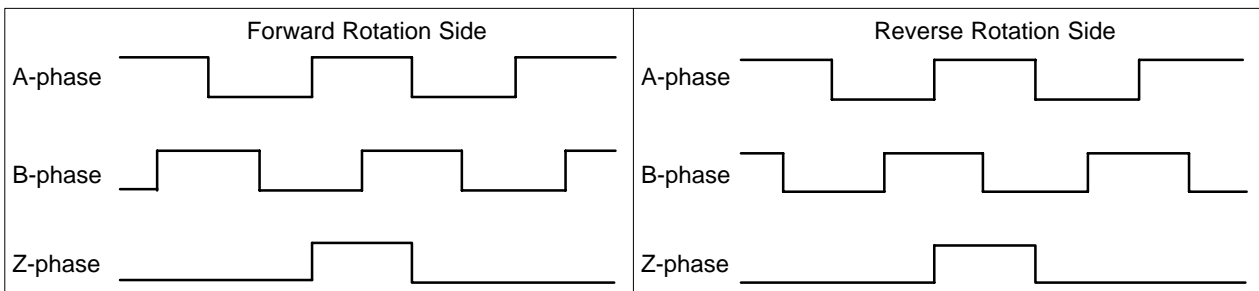 Forward Rotation Side
A-phase
B-phase
Z-phase
Reverse Rotation Side
A-phase
B-phase
Z-phase